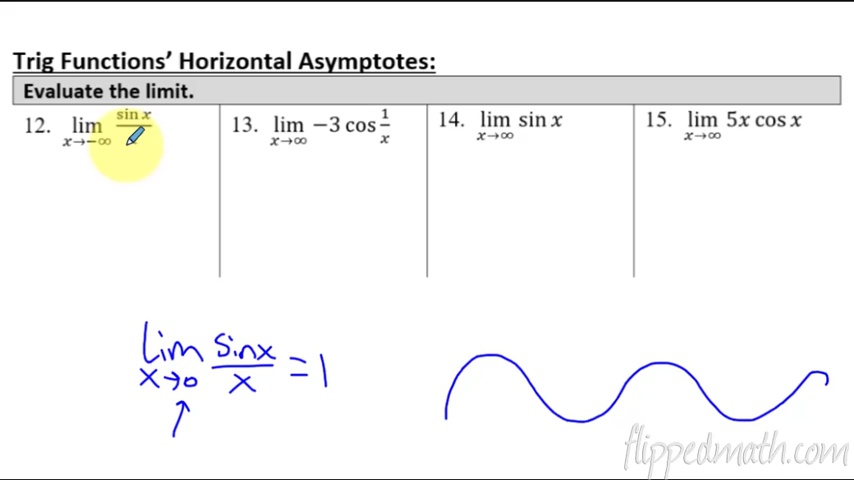 Trig Functions' Horizontal Asymptotes:
Evaluate the limit.
12. lim x→−∞ sin x
13. lim x→∞ −3 cos 1/x
14. lim x→∞ sin x
15. lim x→∞ 5x cos x
lim x→0 sinx/x = 1
flippedmath.com